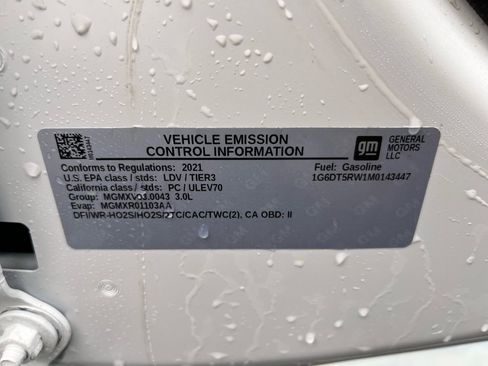 VEHICLE EMISSION
CONTROL INFORMATION
gm GENERAL MOTORS LLC
Conforms to Regulations: 2021
Fuel: Gasoline
U.S. EPA class / stds: LDV / TIER3
1G6DT5RW1M0143447
California class / stds: PC / ULEV70
Group: 3.0L
Evap: MGMXR01103AA
DFI/WR-HO2S/HO2S/2TC/CAC/TWC(2), CA OBD: II